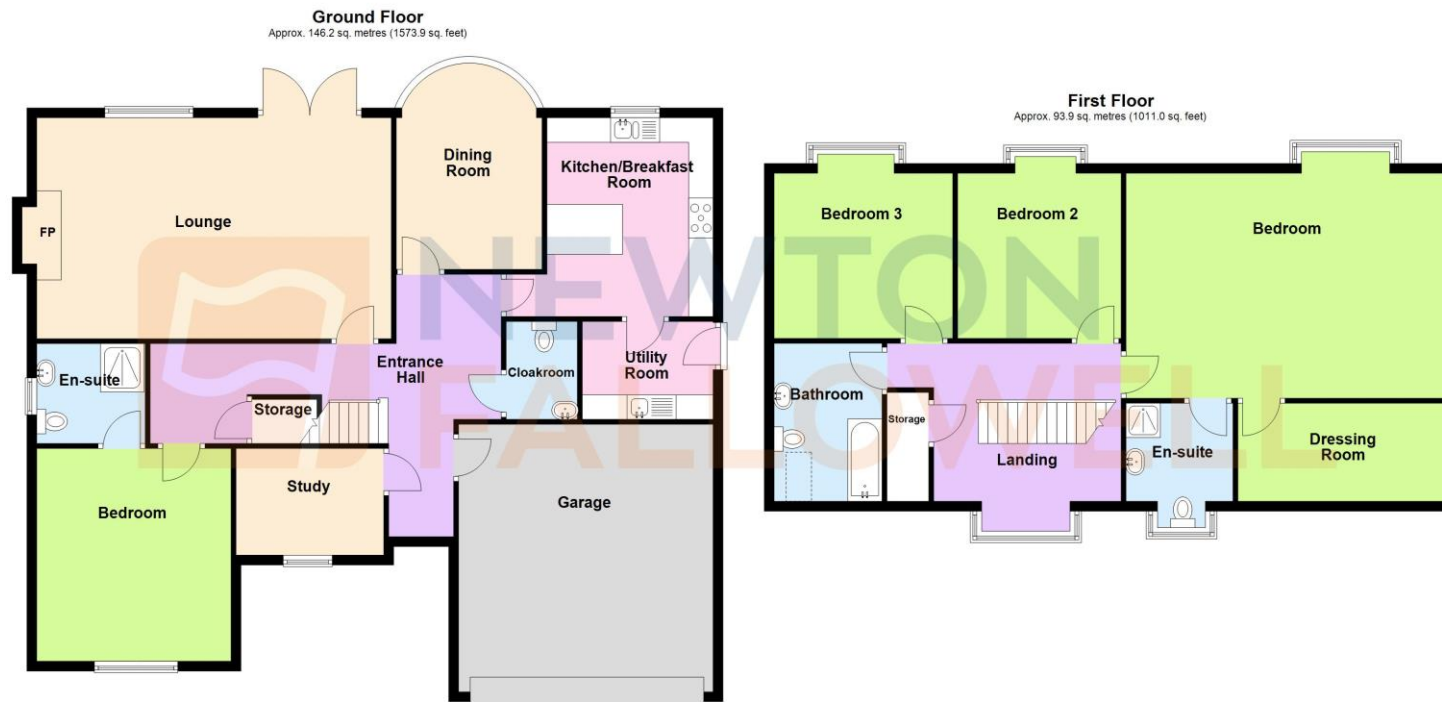 Ground Floor
Approx. 146.2 sq. metres (1573.9 sq. feet)
Lounge
FP
Dining
Room
Kitchen/Breakfast
Room
En-suite
Storage
Entrance
Hall
Cloakroom
Utility
Room
Bedroom
Study
Garage
First Floor
Approx. 93.9 sq. metres (1011.0 sq. feet)
Bedroom 3
Bedroom 2
Bedroom
Bathroom
Storage
Landing
En-suite
Dressing
Room
NEWTON
FALLOWELL